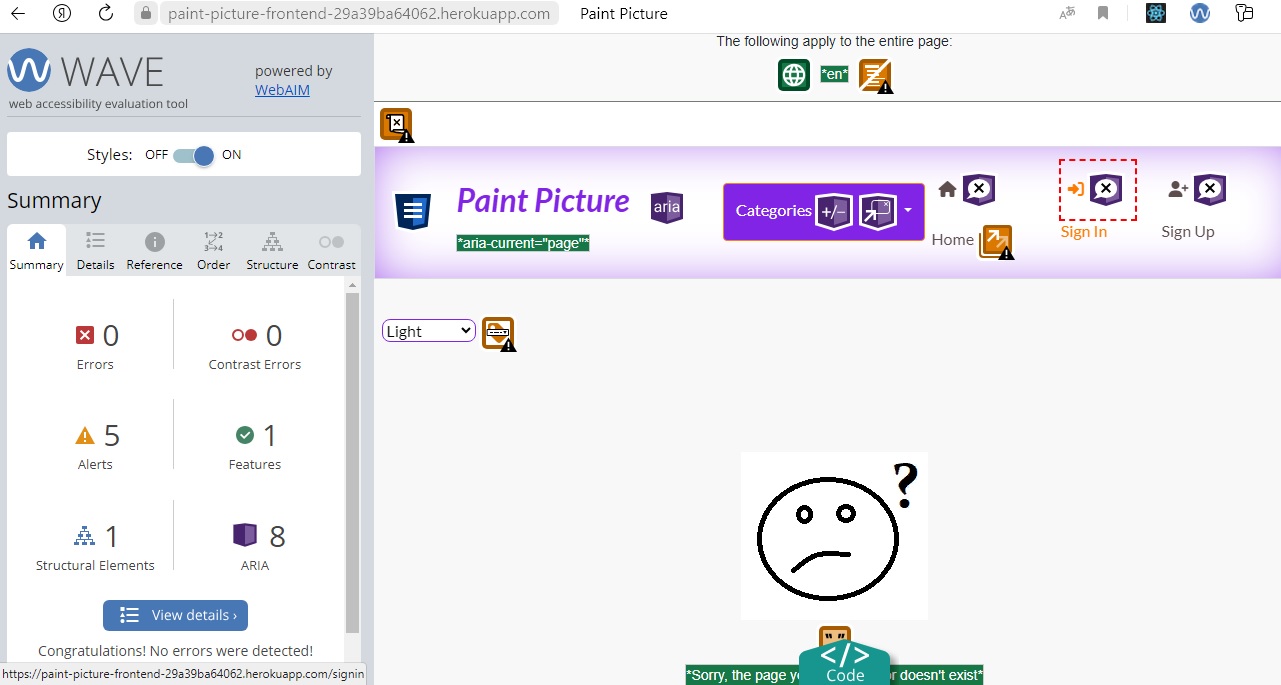 paint-picture-frontend-29a39ba64062.herokuapp.com Paint Picture
WAVE
web accessibility evaluation tool
powered by
WebAIM
Styles: OFF ON
Summary
Summary Details Reference Order Structure Contrast
0
Errors
0
Contrast Errors
5
Alerts
1
Features
1
Structural Elements
8
ARIA
View details ›
Congratulations! No errors were detected!
https://paint-picture-frontend-29a39ba64062.herokuapp.com/signin
The following apply to the entire page:
*en*
Paint Picture
aria
*aria-current="page"*
Categories
+/-
Home
Sign In
Sign Up
Light
?
</>
Code
*Sorry, the page or doesn't exist*